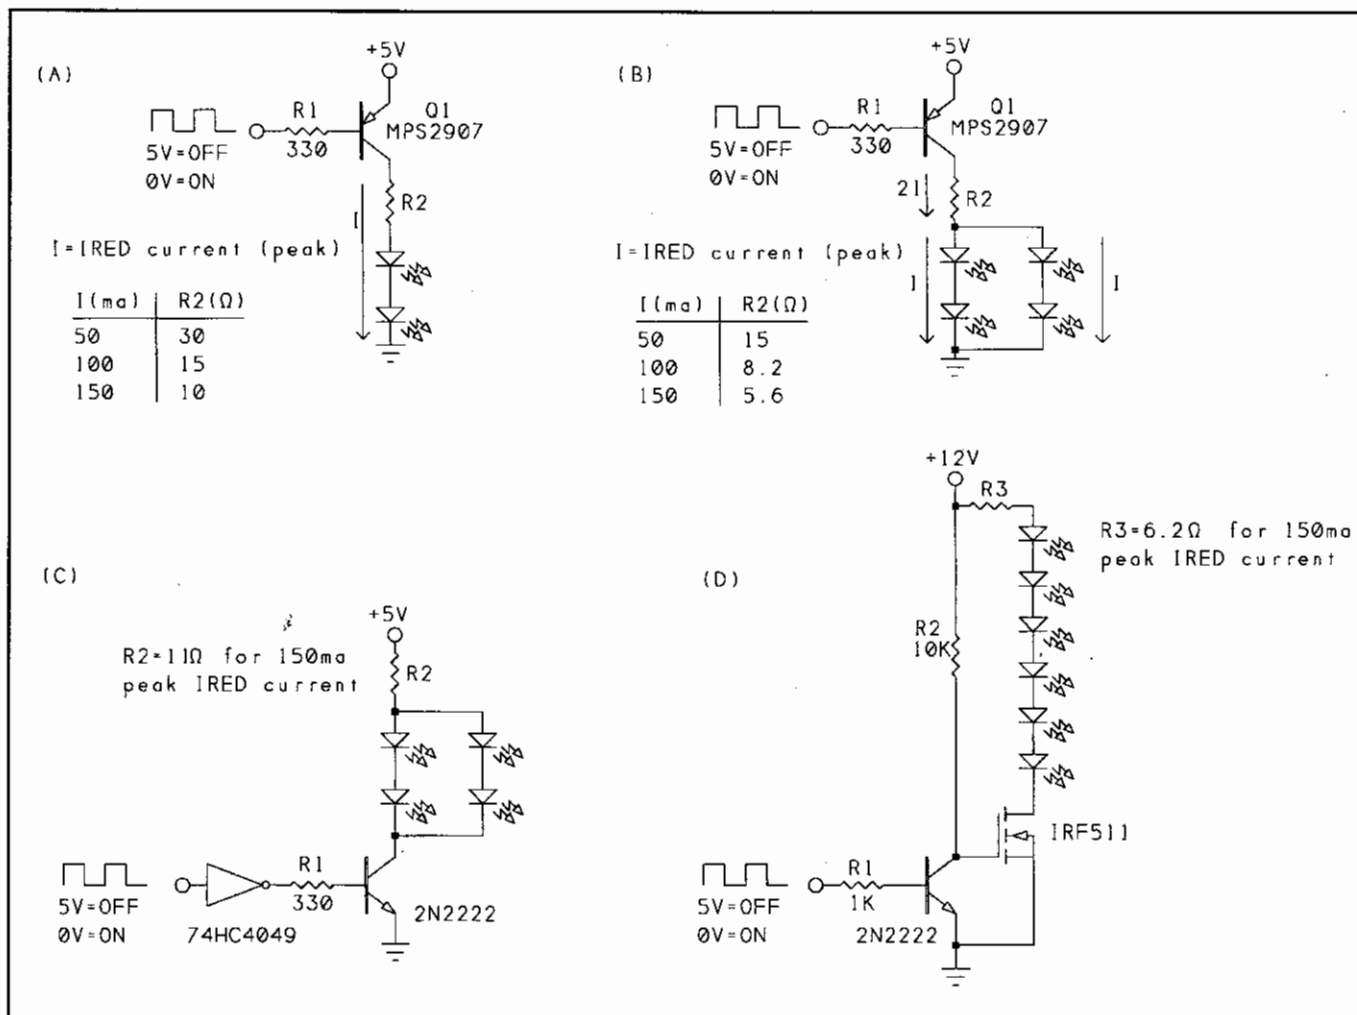 (A)
+5V
R1
330
Q1
MPS2907
5V=OFF
0V=ON
R2
I
I=IRED current (peak)
I(ma) R2(Ω)
50 30
100 15
150 10
(B)
+5V
R1
330
Q1
MPS2907
5V=OFF
0V=ON
2I
R2
I=IRED current (peak)
I
I
I(ma) R2(Ω)
50 15
100 8.2
150 5.6
(C)
+5V
R2=11Ω for 150ma
peak IRED current
R2
R1
330
5V=OFF
0V=ON
74HC4049
2N2222
(D)
+12V
R3
R3=6.2Ω for 150ma
peak IRED current
R2
10K
IRF511
R1
1K
5V=OFF
0V=ON
2N2222